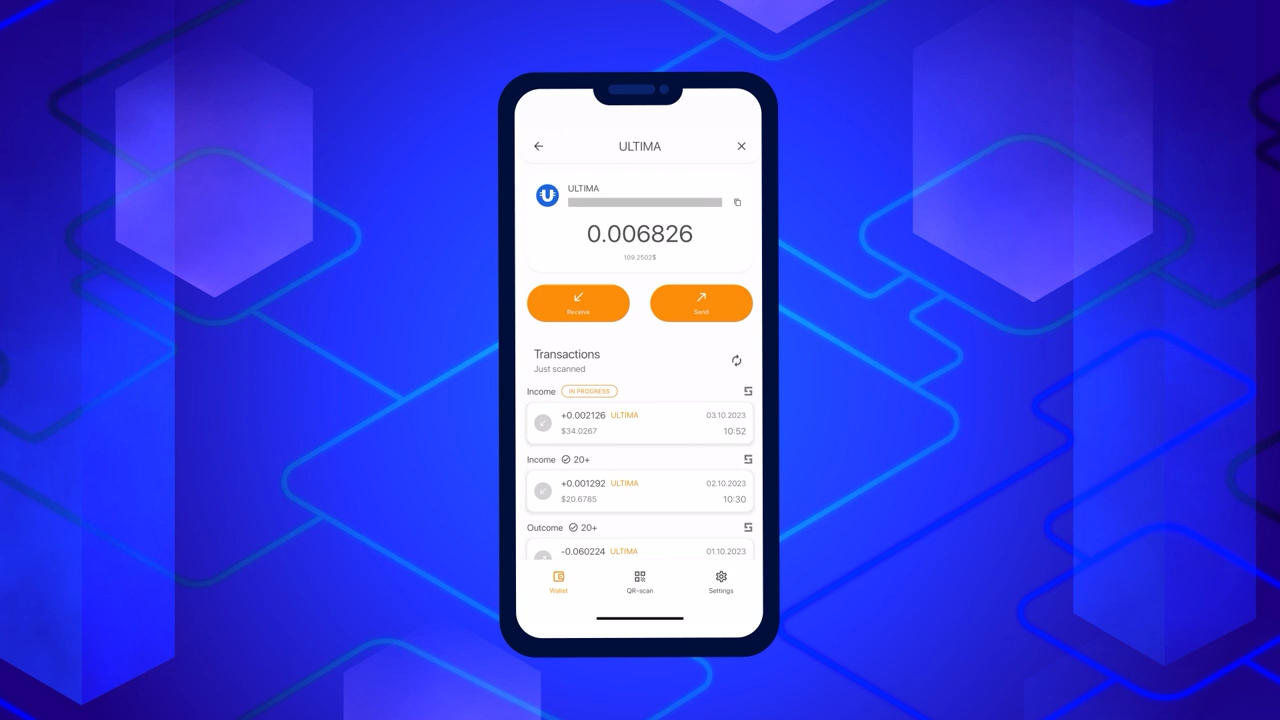 ULTIMA
ULTIMA
0.006826
109.2502$
Receive
Send
Transactions
Just scanned
Income IN PROGRESS
+0.002126 ULTIMA 03.10.2023
$34.0267 10:52
Income 20+
+0.001292 ULTIMA 02.10.2023
$20.6785 10:30
Outcome 20+
-0.060224 ULTIMA 01.10.2023
Wallet QR-scan Settings